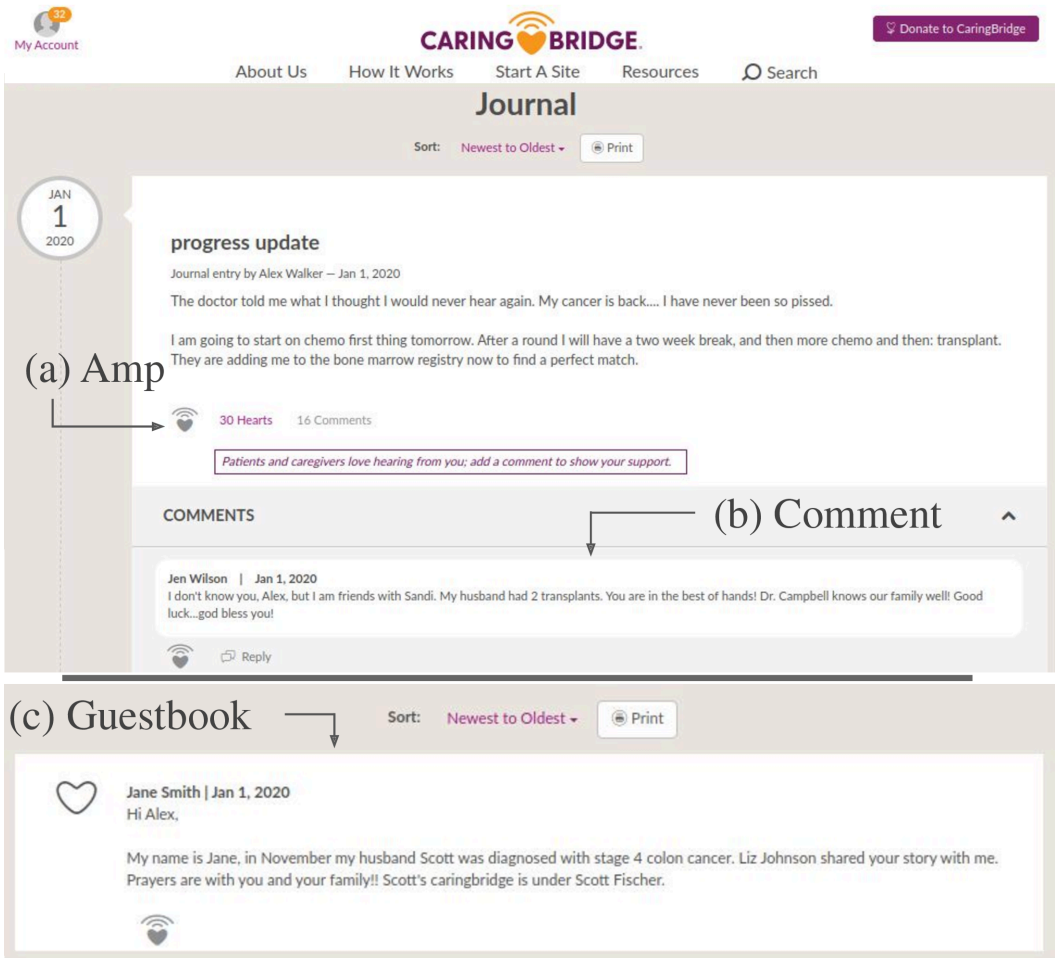 32
My Account
CARING BRIDGE.
Donate to CaringBridge
About Us How It Works Start A Site Resources Search
Journal
Sort: Newest to Oldest Print
JAN
1
2020
progress update
Journal entry by Alex Walker — Jan 1, 2020
The doctor told me what I thought I would never hear again. My cancer is back.... I have never been so pissed.
I am going to start on chemo first thing tomorrow. After a round I will have a two week break, and then more chemo and then: transplant.
They are adding me to the bone marrow registry now to find a perfect match.
(a) Amp
30 Hearts 16 Comments
Patients and caregivers love hearing from you; add a comment to show your support.
COMMENTS
(b) Comment
Jen Wilson | Jan 1, 2020
I don't know you, Alex, but I am friends with Sandi. My husband had 2 transplants. You are in the best of hands! Dr. Campbell knows our family well! Good
luck...god bless you!
Reply
(c) Guestbook
Sort: Newest to Oldest Print
Jane Smith | Jan 1, 2020
Hi Alex,
My name is Jane, in November my husband Scott was diagnosed with stage 4 colon cancer. Liz Johnson shared your story with me.
Prayers are with you and your family!! Scott's caringbridge is under Scott Fischer.